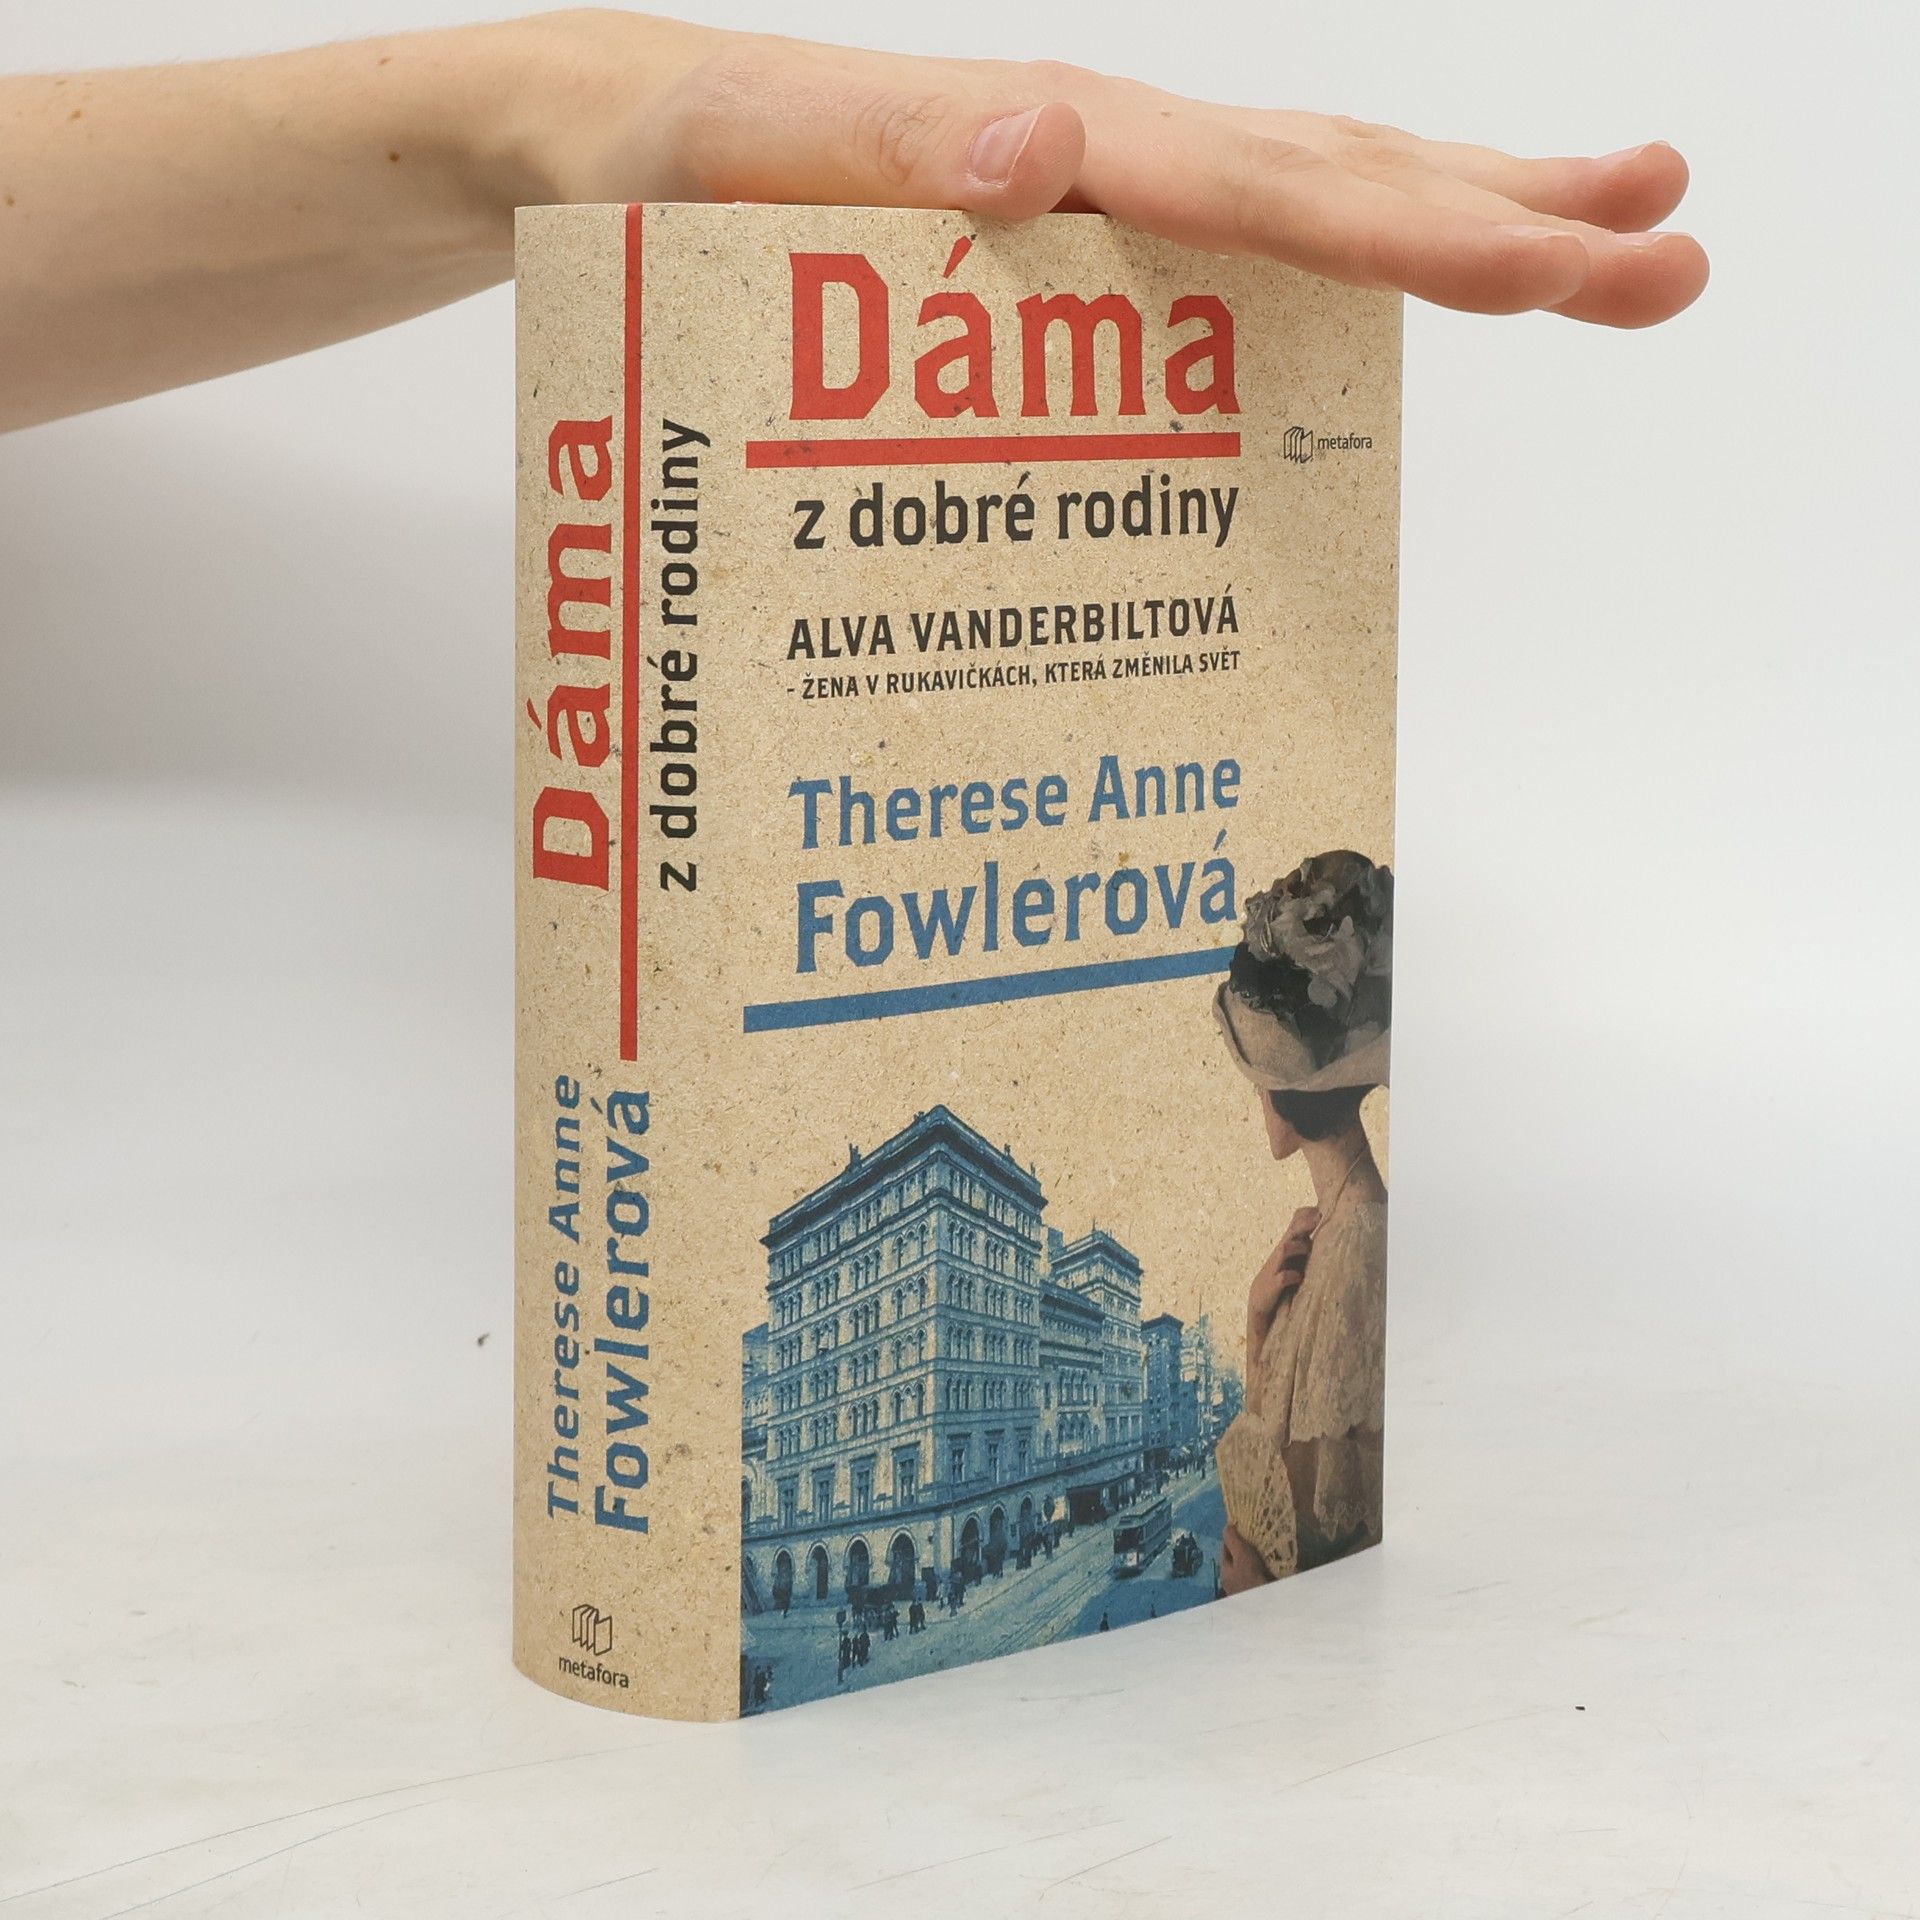 Dáma
z dobré rodiny
Therese Anne
Fowlerová
metafora
Dáma
metafora
z dobré rodiny
ALVA VANDERBILTOVÁ
- ŽENA V RUKAVIČKÁCH, KTERÁ ZMĚNILA SVĚT
Therese Anne
Fowlerová